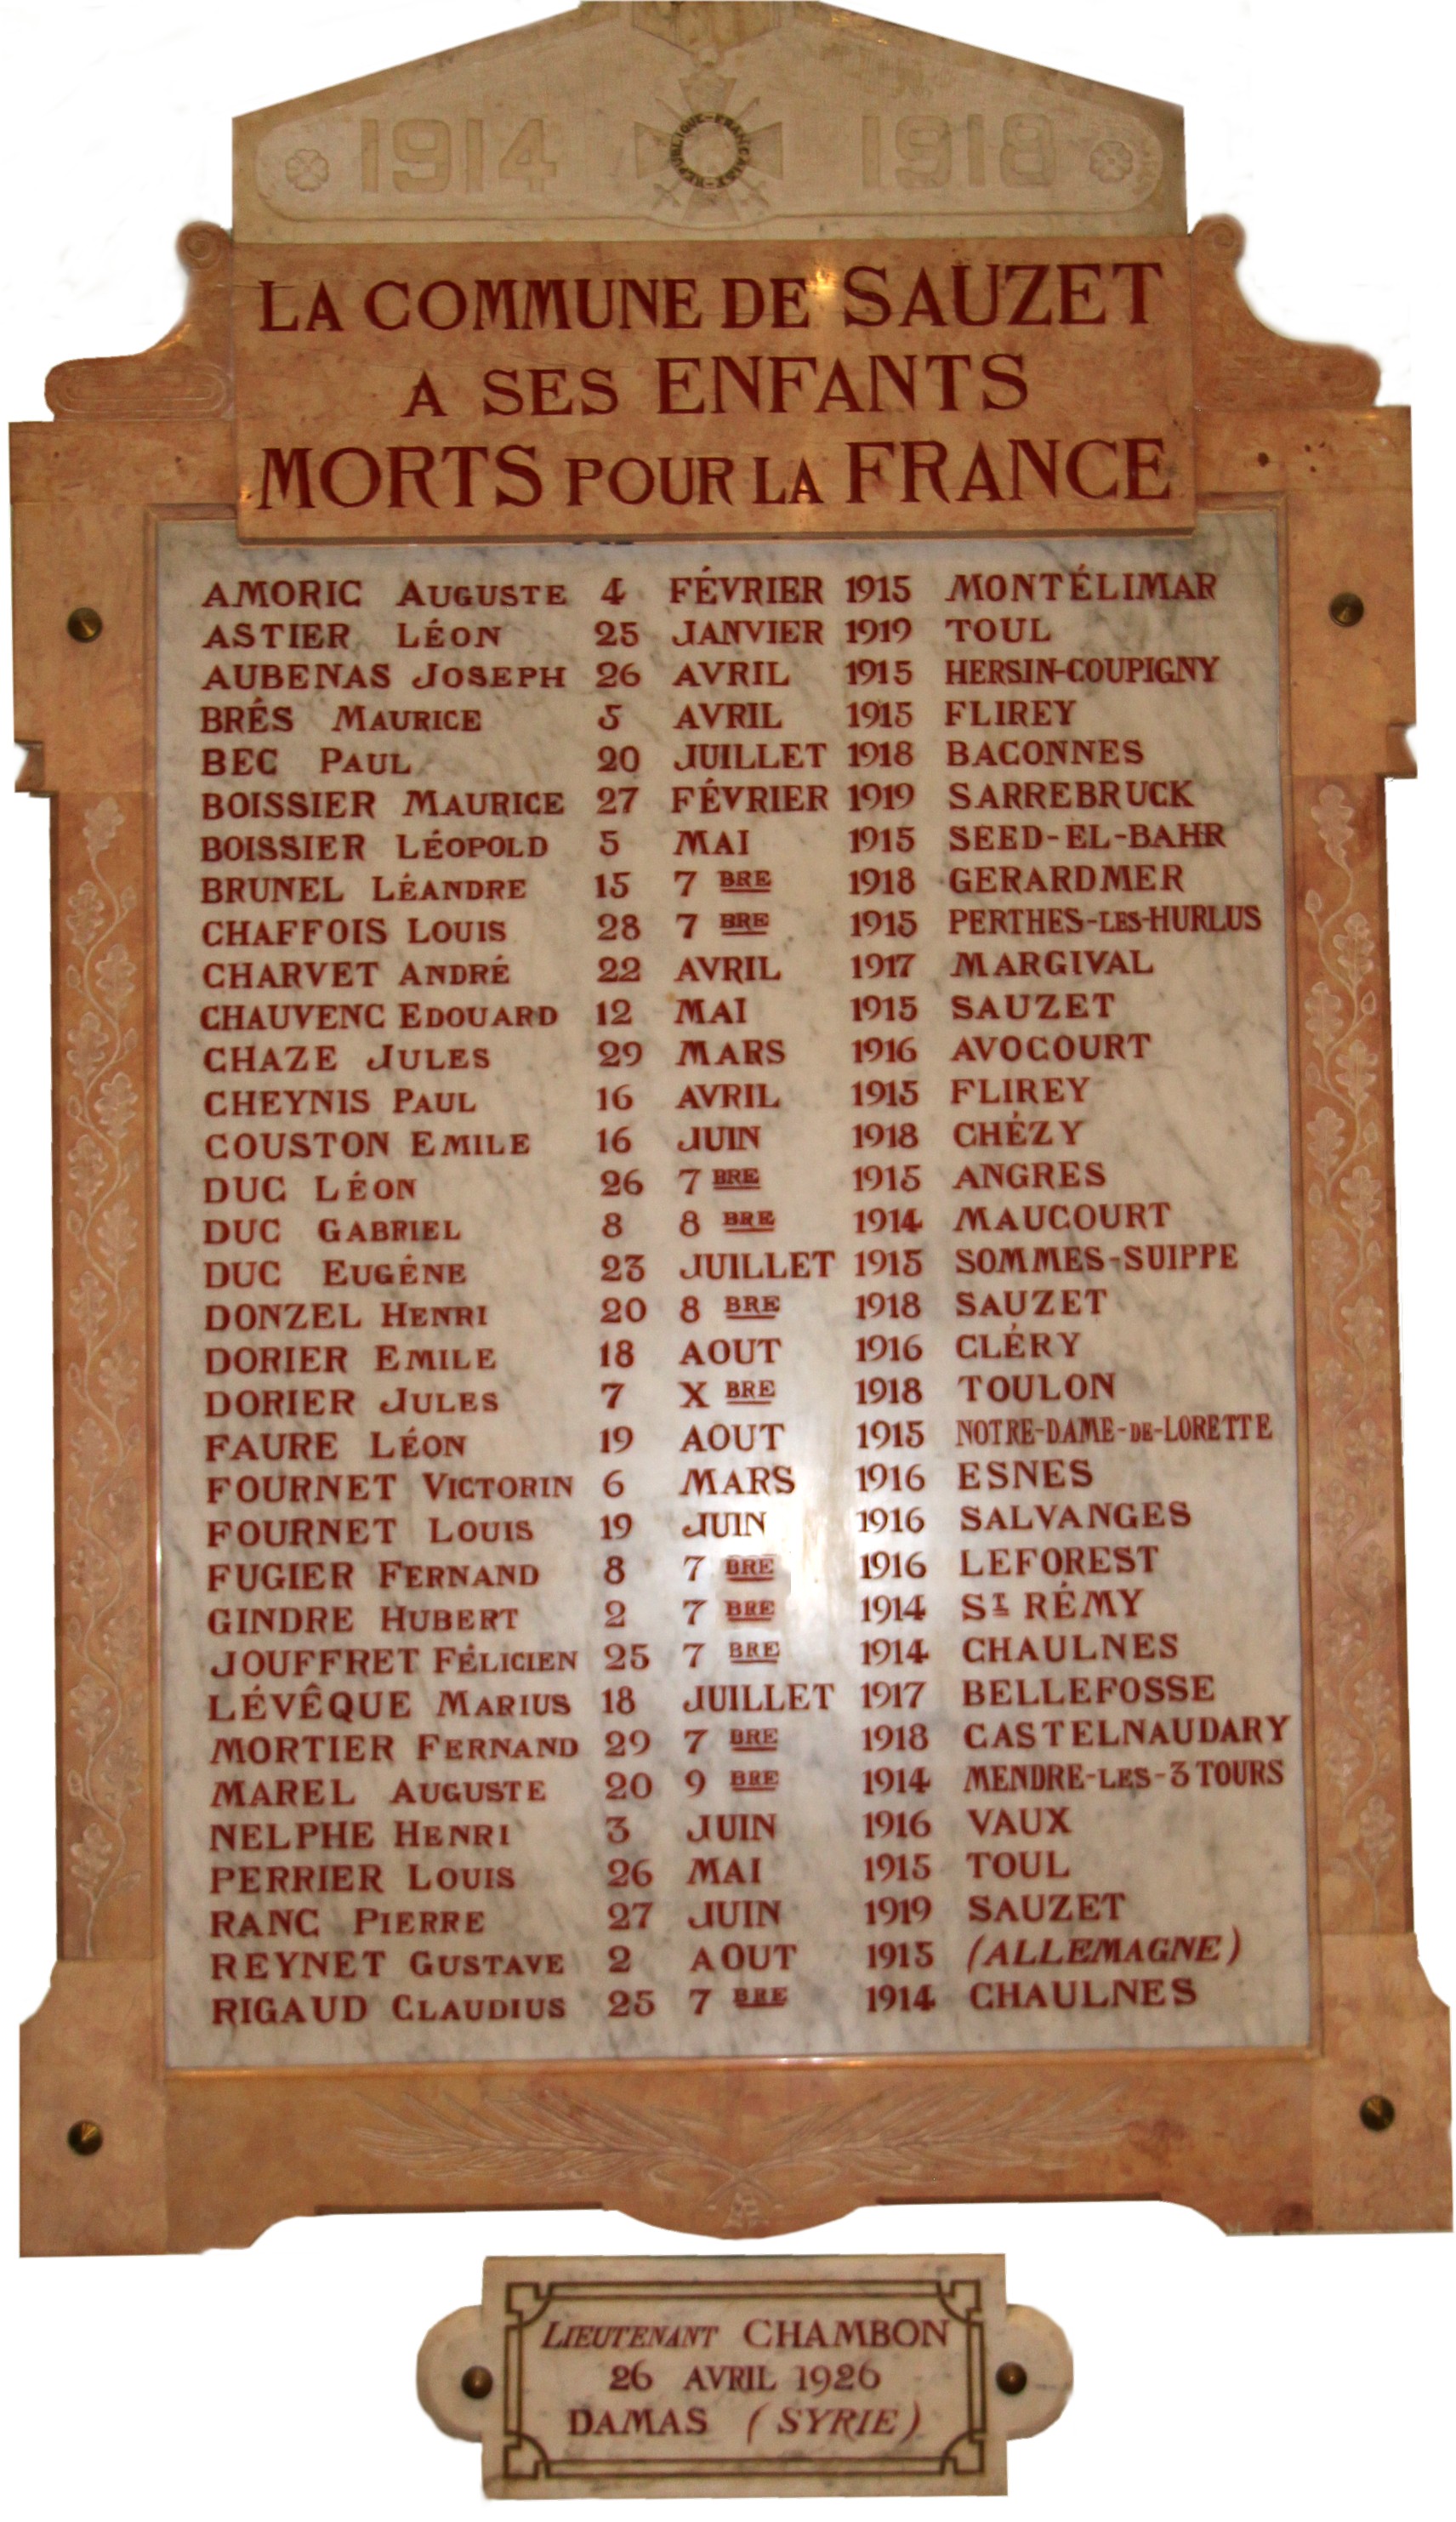 1914 RÉPUBLIQUE-FRANÇAISE 1918
LA COMMUNE DE SAUZET
A SES ENFANTS
MORTS POUR LA FRANCE
AMORIC AUGUSTE 4 FÉVRIER 1915 MONTÉLIMAR
ASTIER LÉON 25 JANVIER 1919 TOUL
AUBENAS JOSEPH 26 AVRIL 1915 HERSIN-COUPIGNY
BRÉS MAURICE 5 AVRIL 1915 FLIREY
BEC PAUL 20 JUILLET 1918 BACONNES
BOISSIER MAURICE 27 FÉVRIER 1919 SARREBRUCK
BOISSIER LÉOPOLD 5 MAI 1915 SEED-EL-BAHR
BRUNEL LÉANDRE 15 7 BRE 1918 GERARDMER
CHAFFOIS LOUIS 28 7 BRE 1915 PERTHES-LES-HURLUS
CHARVET ANDRÉ 22 AVRIL 1917 MARGIVAL
CHAUVENC EDOUARD 12 MAI 1915 SAUZET
CHAZE JULES 29 MARS 1916 AVOCOURT
CHEYNIS PAUL 16 AVRIL 1915 FLIREY
COUSTON EMILE 16 JUIN 1918 CHÉZY
DUC LÉON 26 7 BRE 1915 ANGRES
DUC GABRIEL 8 8 BRE 1914 MAUCOURT
DUC EUGÉNE 23 JUILLET 1915 SOMMES-SUIPPE
DONZEL HENRI 20 8 BRE 1918 SAUZET
DORIER EMILE 18 AOUT 1916 CLÉRY
DORIER JULES 7 X BRE 1918 TOULON
FAURE LÉON 19 AOUT 1915 NOTRE-DAME-DE-LORETTE
FOURNET VICTORIN 6 MARS 1916 ESNES
FOURNET LOUIS 19 JUIN 1916 SALVANGES
FUGIER FERNAND 8 7 BRE 1916 LEFOREST
GINDRE HUBERT 2 7 BRE 1914 ST RÉMY
JOUFFRET FÉLICIEN 25 7 BRE 1914 CHAULNES
LÉVÊQUE MARIUS 18 JUILLET 1917 BELLEFOSSE
MORTIER FERNAND 29 7 BRE 1918 CASTELNAUDARY
MAREL AUGUSTE 20 9 BRE 1914 MENDRE-LES-3 TOURS
NELPHE HENRI 3 JUIN 1916 VAUX
PERRIER LOUIS 26 MAI 1915 TOUL
RANC PIERRE 27 JUIN 1919 SAUZET
REYNET GUSTAVE 2 AOUT 1915 (ALLEMAGNE)
RIGAUD CLAUDIUS 25 7 BRE 1914 CHAULNES
LIEUTENANT CHAMBON
26 AVRIL 1926
DAMAS (SYRIE)